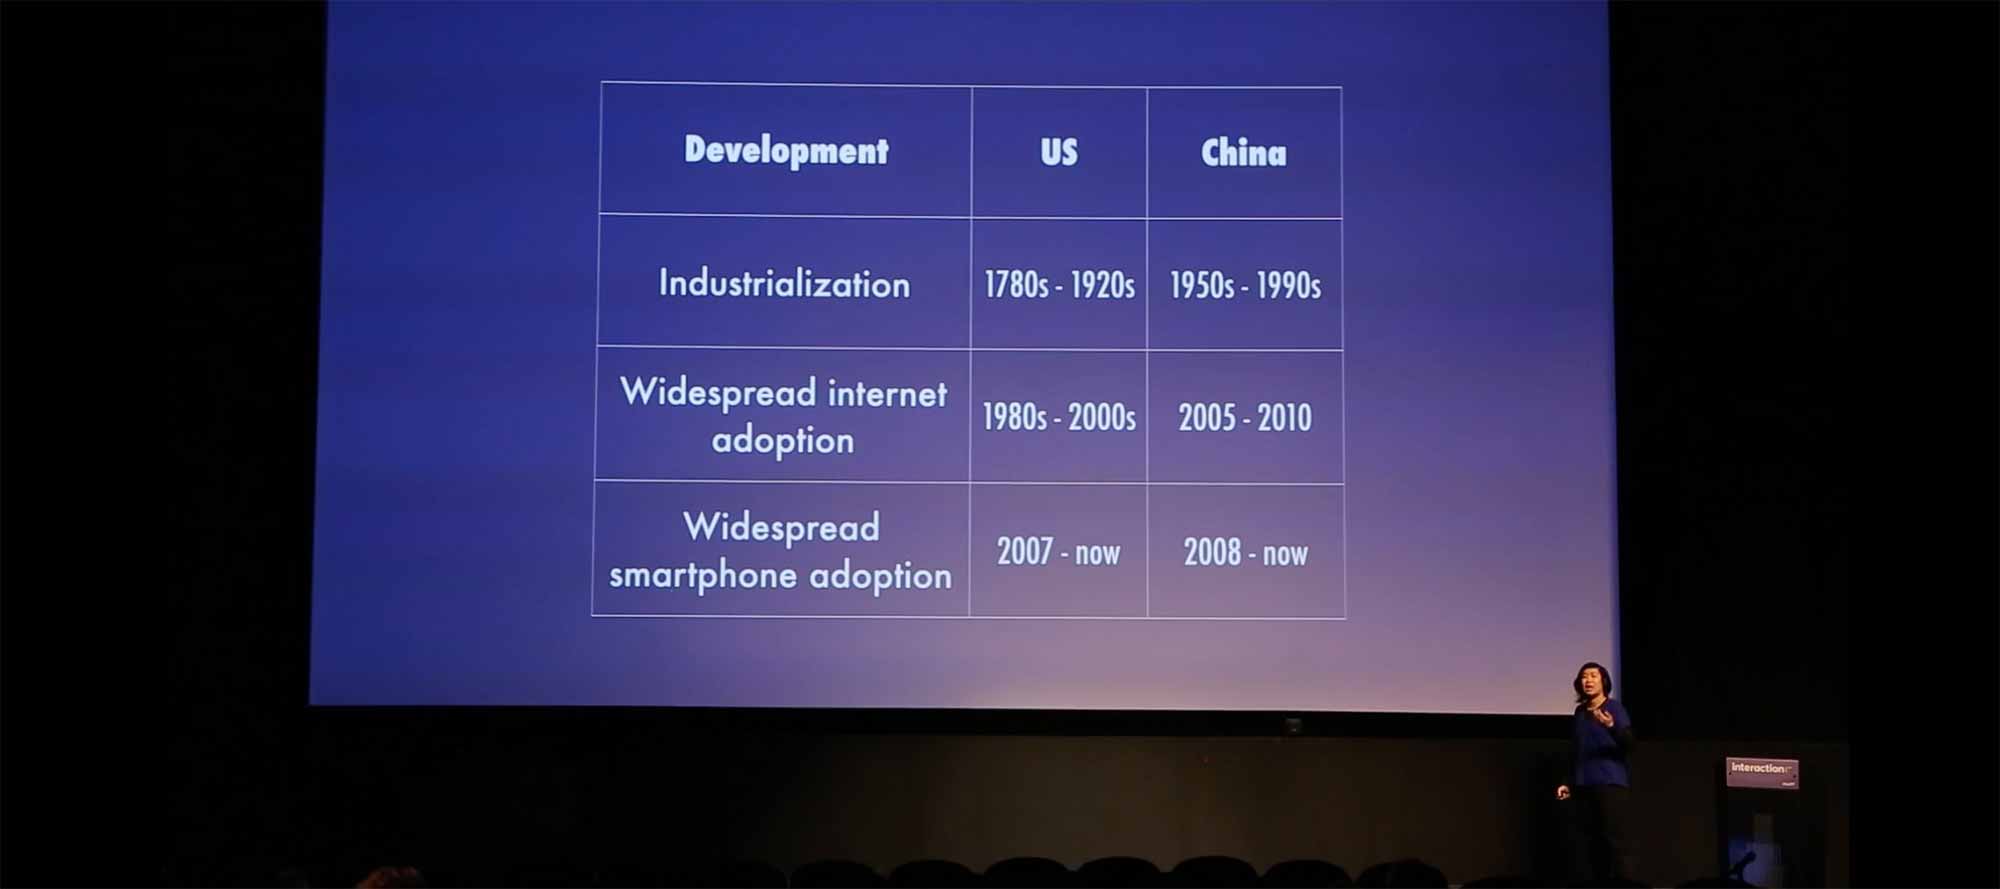 Development US China
Industrialization 1780s - 1920s 1950s - 1990s
Widespread internet
adoption 1980s - 2000s 2005 - 2010
Widespread
smartphone adoption 2007 - now 2008 - now
interaction